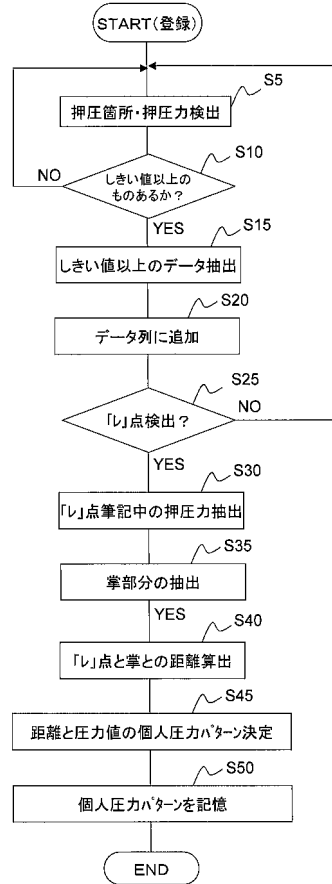 START(登録)
S5
押圧箇所・押圧力検出
S10
NO
しきい値以上の
ものあるか?
YES
S15
しきい値以上のデータ抽出
S20
データ列に追加
S25
「レ」点検出?
NO
YES
S30
「レ」点筆記中の押圧力抽出
S35
掌部分の抽出
YES
S40
「レ」点と掌との距離算出
S45
距離と圧力値の個人圧力パターン決定
S50
個人圧力パターンを記憶
END